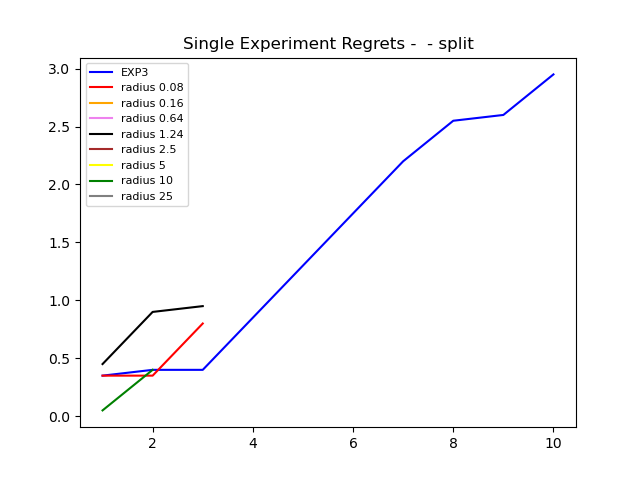 Single Experiment Regrets -  - split
3.0
2.5
2.0
1.5
1.0
0.5
0.0
EXP3
radius 0.08
radius 0.16
radius 0.64
radius 1.24
radius 2.5
radius 5
radius 10
radius 25
2 4 6 8 10